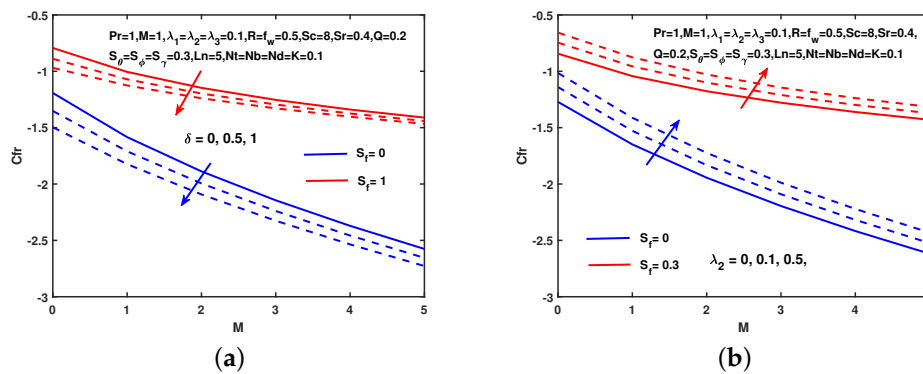 -0.5
-1
-1.5
-2
-2.5
-3
Cfr
0 1 2 3 4 5
M
Pr=1,M=1,λ1=λ2=λ3=0.1,R=fw=0.5,Sc=8,Sr=0.4,Q=0.2
Sθ=Sϕ=Sγ=0.3,Ln=5,Nt=Nb=Nd=K=0.1
δ = 0, 0.5, 1
Sf= 0
Sf= 1
(a)
-0.5
-1
-1.5
-2
-2.5
-3
Cfr
0 1 2 3 4 5
M
Pr=1,M=1,λ1=λ2=λ3=0.1,R=fw=0.5,Sc=8,Sr=0.4,
Q=0.2,Sθ=Sϕ=Sγ=0.3,Ln=5,Nt=Nb=Nd=K=0.1
Sf= 0
Sf= 0.3
λ2 = 0, 0.1, 0.5,
(b)